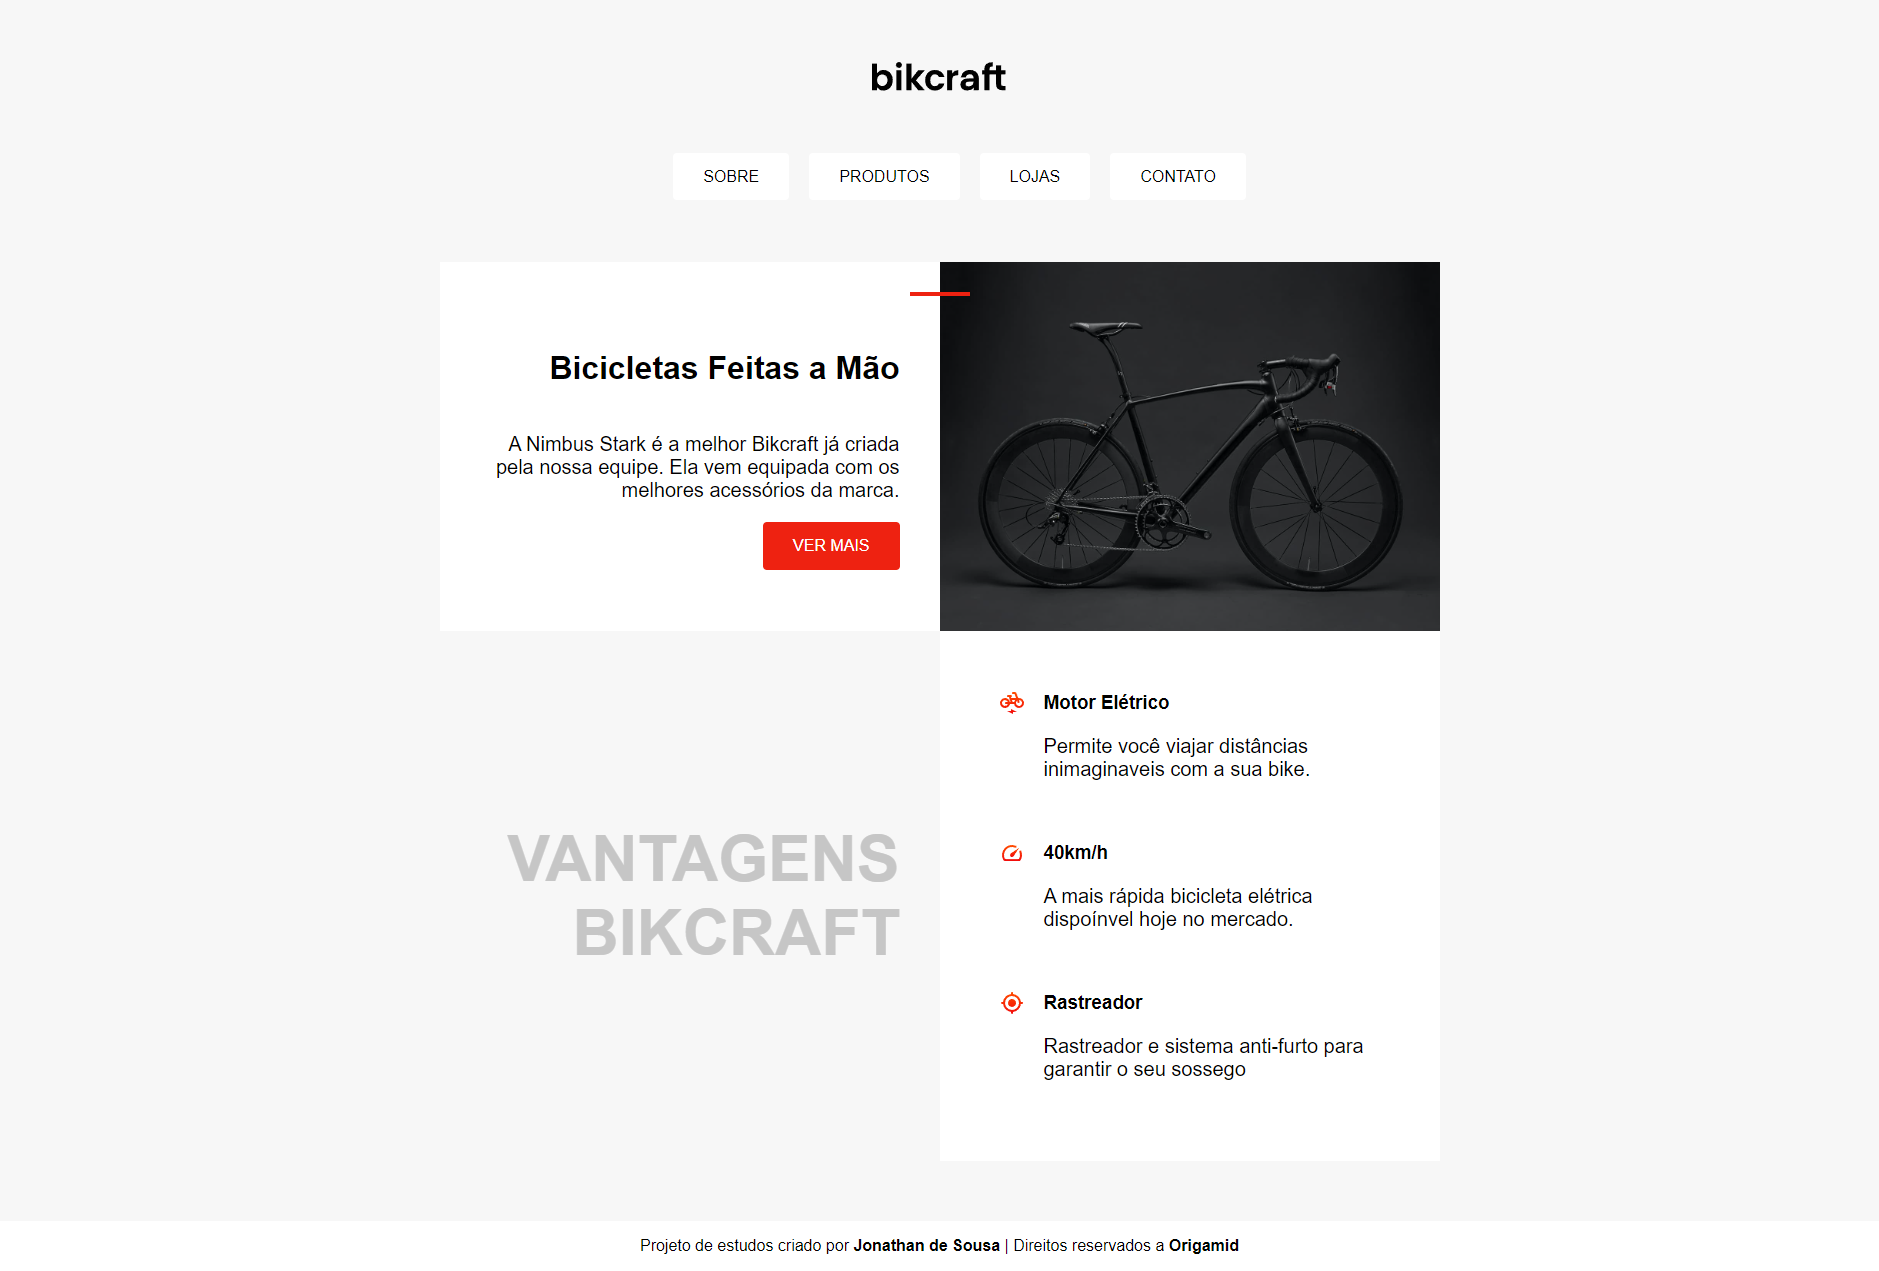 bikcraft
SOBRE PRODUTOS LOJAS CONTATO
Bicicletas Feitas a Mão
A Nimbus Stark é a melhor Bikcraft já criada
pela nossa equipe. Ela vem equipada com os
melhores acessórios da marca.
VER MAIS
VANTAGENS
BIKCRAFT
Motor Elétrico
Permite você viajar distâncias
inimaginaveis com a sua bike.
40km/h
A mais rápida bicicleta elétrica
dispoínvel hoje no mercado.
Rastreador
Rastreador e sistema anti-furto para
garantir o seu sossego
Projeto de estudos criado por Jonathan de Sousa | Direitos reservados a Origamid